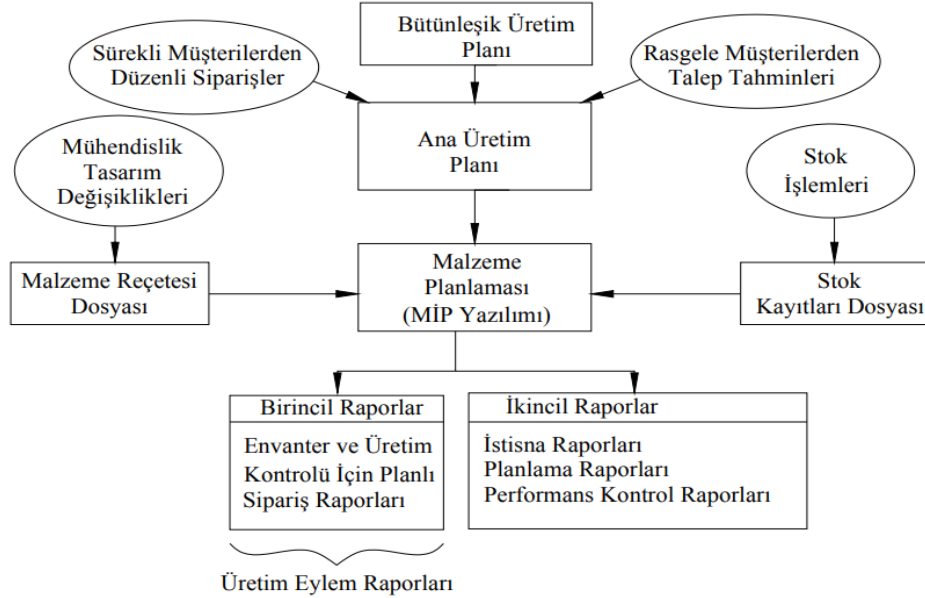 Bütünleşik Üretim
Planı
Sürekli Müşterilerden
Düzenli Siparişler
Rasgele Müşterilerden
Talep Tahminleri
Ana Üretim
Planı
Mühendislik
Tasarım
Değişiklikleri
Stok
İşlemleri
Malzeme Reçetesi
Dosyası
Malzeme
Planlaması
(MİP Yazılımı)
Stok
Kayıtları Dosyası
Birincil Raporlar
Envanter ve Üretim
Kontrolü İçin Planlı
Sipariş Raporları
İkincil Raporlar
İstisna Raporları
Planlama Raporları
Performans Kontrol Raporları
Üretim Eylem Raporları